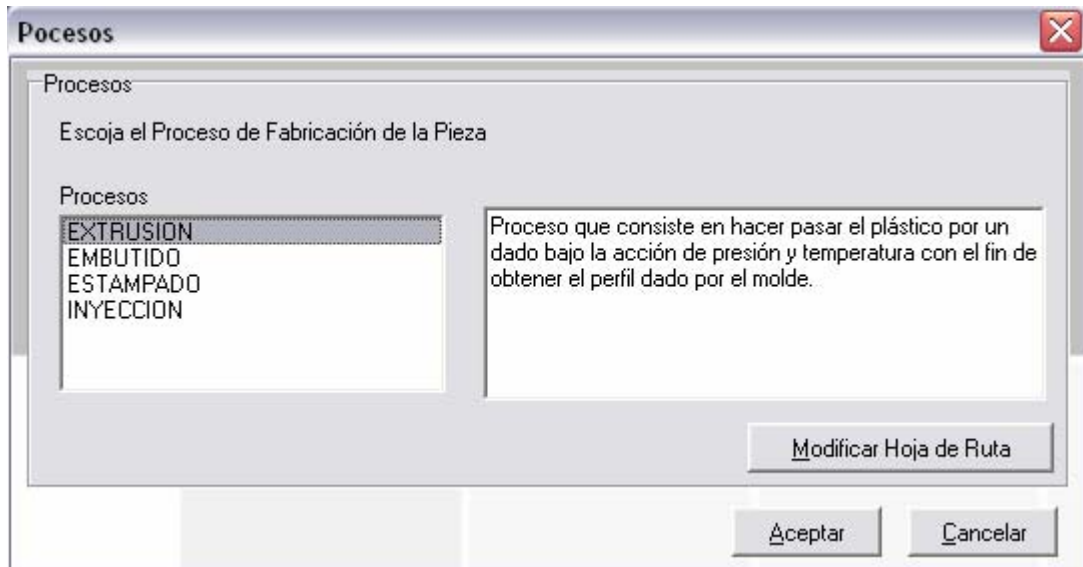 Pocesos
Procesos
Escoja el Proceso de Fabricación de la Pieza
Procesos
EXTRUSION
EMBUTIDO
ESTAMPADO
INYECCION
Proceso que consiste en hacer pasar el plástico por un
dado bajo la acción de presión y temperatura con el fin de
obtener el perfil dado por el molde.
Modificar Hoja de Ruta
Aceptar
Cancelar